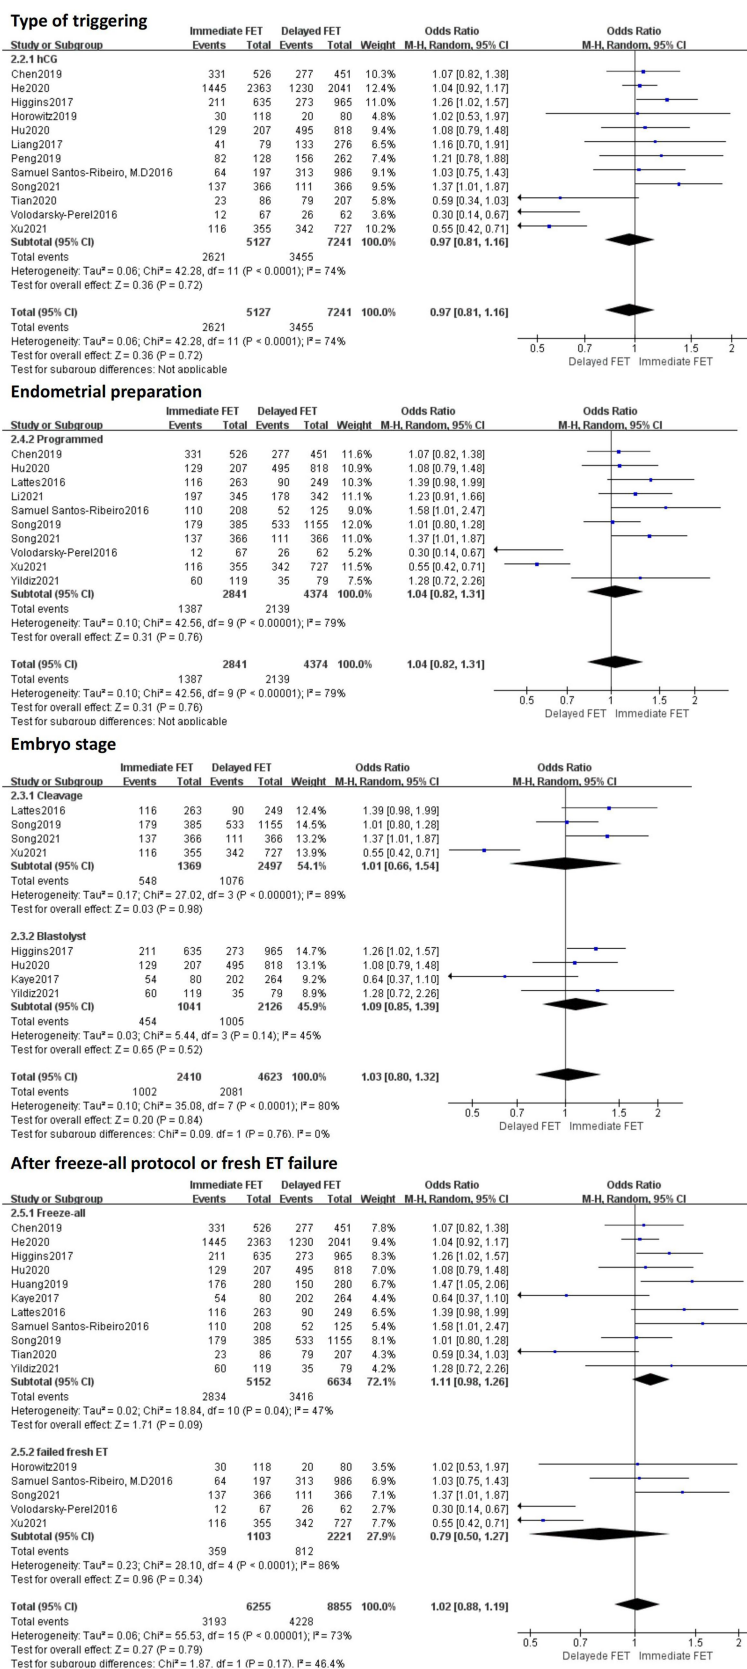 Type of triggering
Immediate FET Delayed FET Odds Ratio Odds Ratio
Study or Subgroup Events Total Events Total Weight M-H, Random, 95% CI M-H, Random, 95% CI
2.2.1 hCG
Chen2019 331 526 277 451 10.3% 1.07 [0.82, 1.38]
He2020 1445 2363 1230 2041 12.4% 1.04 [0.92, 1.17]
Higgins2017 211 635 273 965 11.0% 1.26 [1.02, 1.57]
Horowitz2019 30 118 20 80 4.8% 1.02 [0.53, 1.97]
Hu2020 129 207 495 818 9.4% 1.08 [0.79, 1.48]
Liang2017 41 79 133 276 6.6% 1.16 [0.70, 1.91]
Peng2019 82 128 156 262 7.4% 1.21 [0.78, 1.88]
Samuel Santos-Ribeiro, M.D2016 64 197 313 986 9.2% 1.03 [0.75, 1.43]
Song2021 137 366 111 366 9.5% 1.37 [1.01, 1.87]
Tian2020 23 86 79 207 5.7% 0.59 [0.34, 1.03]
Volodarsky-Perel2016 12 67 26 62 3.6% 0.30 [0.14, 0.67]
Xu2021 116 355 342 727 10.2% 0.55 [0.42, 0.71]
Subtotal (95% CI) 5127 7241 100.0% 0.97 [0.81, 1.16]
Total events 2621 3455
Heterogeneity: Tau² = 0.06; Chi² = 42.28, df = 11 (P < 0.0001); I² = 74%
Test for overall effect: Z = 0.36 (P = 0.72)
Total (95% CI) 5127 7241 100.0% 0.97 [0.81, 1.16]
Total events 2621 3455
Heterogeneity: Tau² = 0.06; Chi² = 42.28, df = 11 (P < 0.0001); I² = 74%
Test for overall effect: Z = 0.36 (P = 0.72)
Test for subgroup differences: Not applicable
0.5 0.7 1 1.5 2
Delayed FET Immediate FET
Endometrial preparation
Immediate FET Delayed FET Odds Ratio Odds Ratio
Study or Subgroup Events Total Events Total Weight M-H, Random, 95% CI M-H, Random, 95% CI
2.4.2 Programmed
Chen2019 331 526 277 451 11.6% 1.07 [0.82, 1.38]
Hu2020 129 207 495 818 10.9% 1.08 [0.79, 1.48]
Lattes2016 116 263 90 249 10.3% 1.39 [0.98, 1.99]
Li2021 197 345 178 342 11.1% 1.23 [0.91, 1.66]
Samuel Santos-Ribeiro2016 110 208 52 125 9.0% 1.58 [1.01, 2.47]
Song2019 179 385 533 1155 12.0% 1.01 [0.80, 1.28]
Song2021 137 366 111 366 10.9% 1.37 [1.01, 1.87]
Volodarsky-Perel2016 12 67 26 62 5.2% 0.30 [0.14, 0.67]
Xu2021 116 355 342 727 11.5% 0.55 [0.42, 0.71]
Yildiz2021 60 119 35 79 7.5% 1.28 [0.72, 2.26]
Subtotal (95% CI) 2841 4374 100.0% 1.04 [0.82, 1.31]
Total events 1387 2139
Heterogeneity: Tau² = 0.10; Chi² = 42.56, df = 9 (P < 0.00001); I² = 79%
Test for overall effect: Z = 0.31 (P = 0.76)
Total (95% CI) 2841 4374 100.0% 1.04 [0.82, 1.31]
Total events 1387 2139
Heterogeneity: Tau² = 0.10; Chi² = 42.56, df = 9 (P < 0.00001); I² = 79%
Test for overall effect: Z = 0.31 (P = 0.76)
Test for subgroup differences: Not applicable
0.5 0.7 1 1.5 2
Delayed FET Immediate FET
Embryo stage
Immediate FET Delayed FET Odds Ratio Odds Ratio
Study or Subgroup Events Total Events Total Weight M-H, Random, 95% CI M-H, Random, 95% CI
2.3.1 Cleavage
Lattes2016 116 263 90 249 12.4% 1.39 [0.98, 1.99]
Song2019 179 385 533 1155 14.5% 1.01 [0.80, 1.28]
Song2021 137 366 111 366 13.2% 1.37 [1.01, 1.87]
Xu2021 116 355 342 727 13.9% 0.55 [0.42, 0.71]
Subtotal (95% CI) 1369 2497 54.1% 1.01 [0.66, 1.54]
Total events 548 1076
Heterogeneity: Tau² = 0.17; Chi² = 27.02, df = 3 (P < 0.00001); I² = 89%
Test for overall effect: Z = 0.03 (P = 0.98)
2.3.2 Blastolyst
Higgins2017 211 635 273 965 14.7% 1.26 [1.02, 1.57]
Hu2020 129 207 495 818 13.1% 1.08 [0.79, 1.48]
Kaye2017 54 80 202 264 9.2% 0.64 [0.37, 1.10]
Yildiz2021 60 119 35 79 8.9% 1.28 [0.72, 2.26]
Subtotal (95% CI) 1041 2126 45.9% 1.09 [0.85, 1.39]
Total events 454 1005
Heterogeneity: Tau² = 0.03; Chi² = 5.44, df = 3 (P = 0.14); I² = 45%
Test for overall effect: Z = 0.65 (P = 0.52)
Total (95% CI) 2410 4623 100.0% 1.03 [0.80, 1.32]
Total events 1002 2081
Heterogeneity: Tau² = 0.10; Chi² = 35.08, df = 7 (P < 0.0001); I² = 80%
Test for overall effect: Z = 0.20 (P = 0.84)
Test for subgroup differences: Chi² = 0.09, df = 1 (P = 0.76), I² = 0%
0.5 0.7 1 1.5 2
Delayed FET Immediate FET
After freeze-all protocol or fresh ET failure
Immediate FET Delayed FET Odds Ratio Odds Ratio
Study or Subgroup Events Total Events Total Weight M-H, Random, 95% CI M-H, Random, 95% CI
2.5.1 Freeze-all
Chen2019 331 526 277 451 7.8% 1.07 [0.82, 1.38]
He2020 1445 2363 1230 2041 9.4% 1.04 [0.92, 1.17]
Higgins2017 211 635 273 965 8.3% 1.26 [1.02, 1.57]
Hu2020 129 207 495 818 7.0% 1.08 [0.79, 1.48]
Huang2019 176 280 150 280 6.7% 1.47 [1.05, 2.06]
Kaye2017 54 80 202 264 4.4% 0.64 [0.37, 1.10]
Lattes2016 116 263 90 249 6.5% 1.39 [0.98, 1.99]
Samuel Santos-Ribeiro2016 110 208 52 125 5.4% 1.58 [1.01, 2.47]
Song2019 179 385 533 1155 8.1% 1.01 [0.80, 1.28]
Tian2020 23 86 79 207 4.3% 0.59 [0.34, 1.03]
Yildiz2021 60 119 35 79 4.2% 1.28 [0.72, 2.26]
Subtotal (95% CI) 5152 6634 72.1% 1.11 [0.98, 1.26]
Total events 2834 3416
Heterogeneity: Tau² = 0.02; Chi² = 18.84, df = 10 (P = 0.04); I² = 47%
Test for overall effect: Z = 1.71 (P = 0.09)
2.5.2 failed fresh ET
Horowitz2019 30 118 20 80 3.5% 1.02 [0.53, 1.97]
Samuel Santos-Ribeiro, M.D2016 64 197 313 986 6.9% 1.03 [0.75, 1.43]
Song2021 137 366 111 366 7.1% 1.37 [1.01, 1.87]
Volodarsky-Perel2016 12 67 26 62 2.7% 0.30 [0.14, 0.67]
Xu2021 116 355 342 727 7.7% 0.55 [0.42, 0.71]
Subtotal (95% CI) 1103 2221 27.9% 0.79 [0.50, 1.27]
Total events 359 812
Heterogeneity: Tau² = 0.23; Chi² = 28.10, df = 4 (P < 0.0001); I² = 86%
Test for overall effect: Z = 0.96 (P = 0.34)
Total (95% CI) 6255 8855 100.0% 1.02 [0.88, 1.19]
Total events 3193 4228
Heterogeneity: Tau² = 0.06; Chi² = 55.53, df = 15 (P < 0.00001); I² = 73%
Test for overall effect: Z = 0.27 (P = 0.79)
Test for subgroup differences: Chi² = 1.87, df = 1 (P = 0.17), I² = 46.4%
0.5 0.7 1 1.5 2
Delayede FET Immediate FET